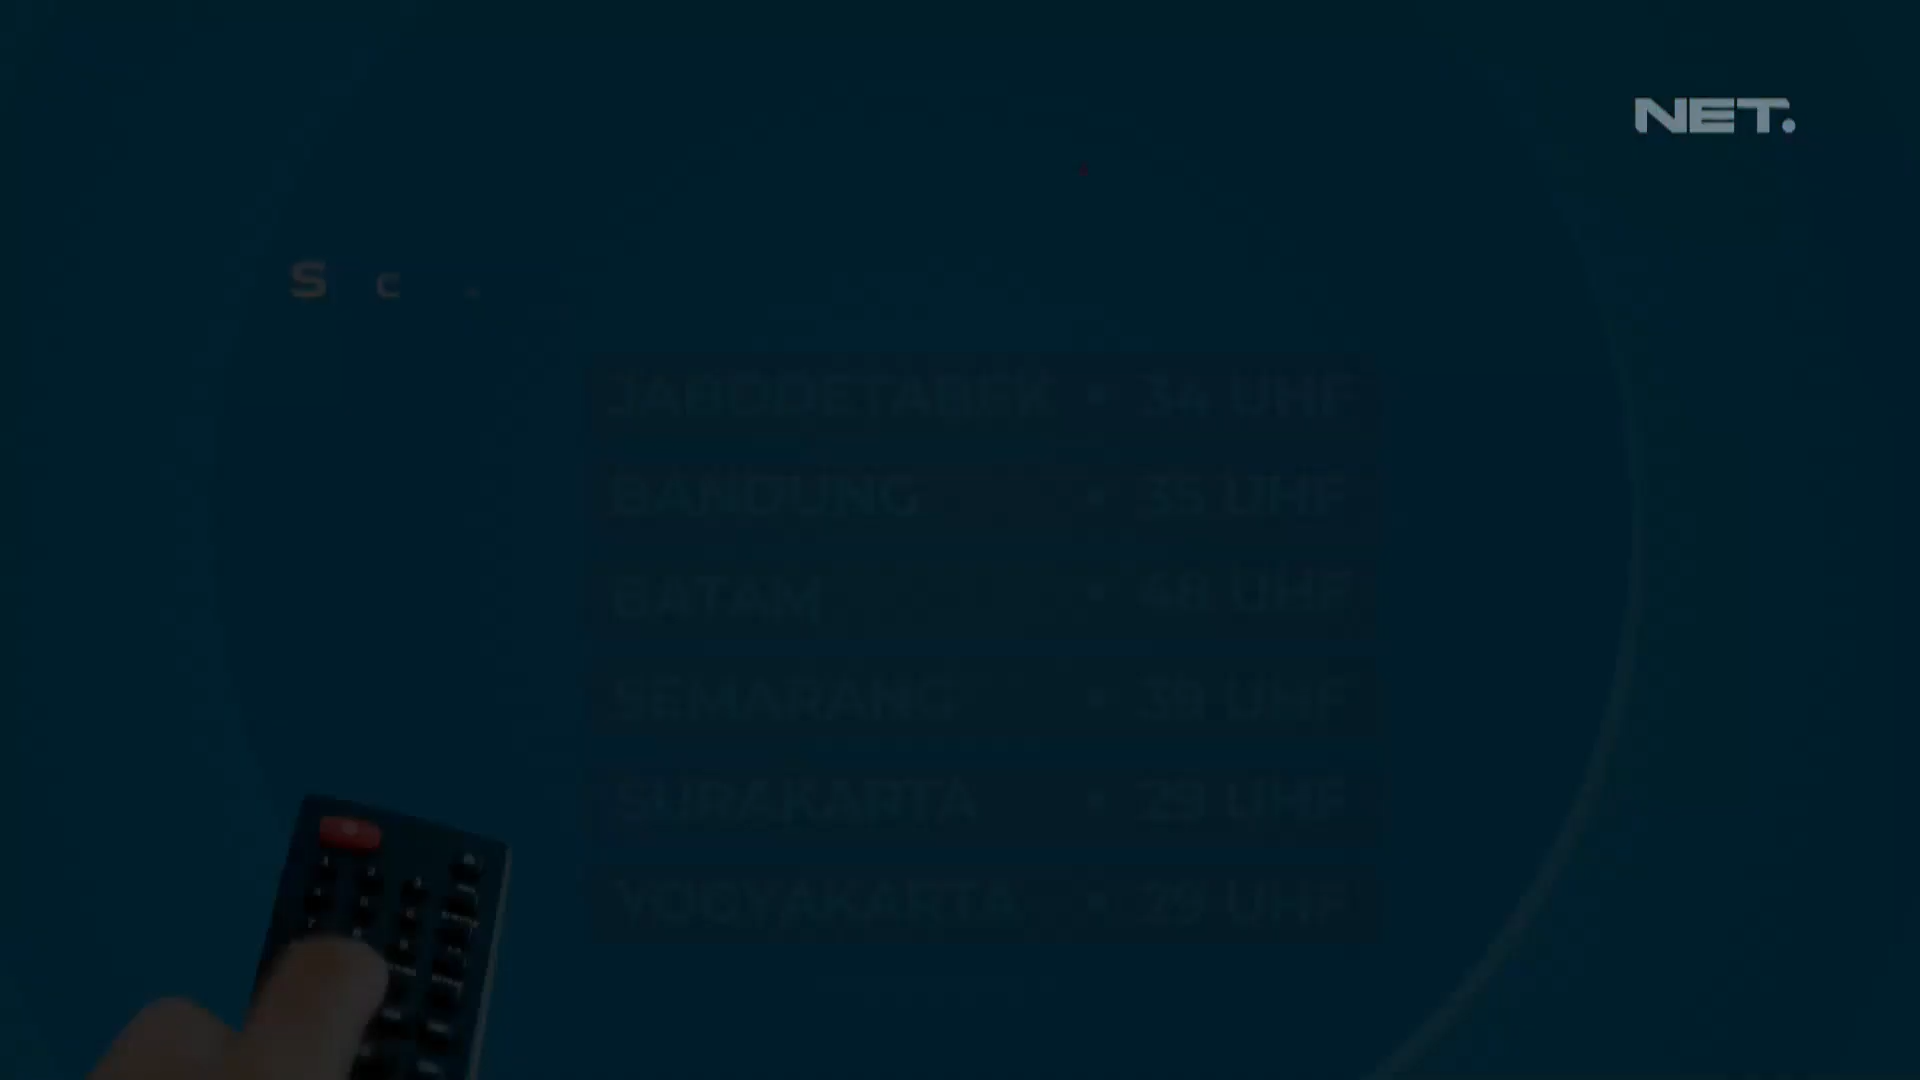 NET.
S c
JABODETABEK • 34 UHF
BANDUNG • 35 UHF
BATAM • 48 UHF
SEMARANG • 39 UHF
SURAKARTA • 29 UHF
YOGYAKARTA • 29 UHF